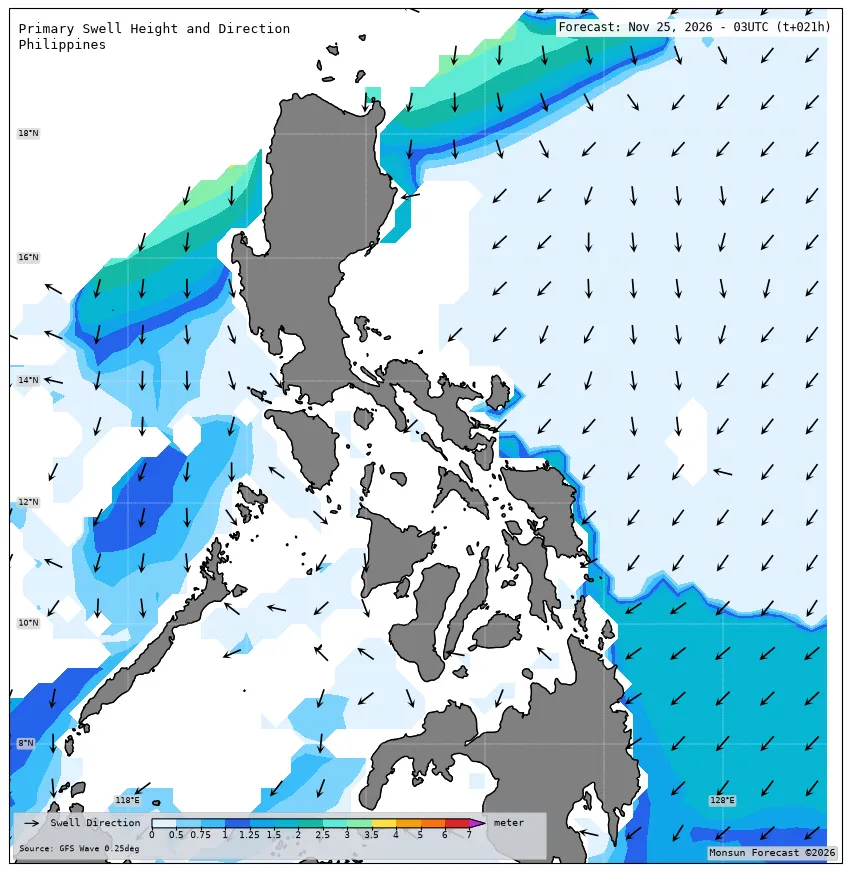 Primary Swell Height and Direction
Philippines
Forecast: Nov 25, 2026 - 03UTC (t+021h)
18°N
16°N
14°N
12°N
10°N
8°N
118°E
128°E
Swell Direction
0 0.5 0.75 1 1.25 1.5 2 2.5 3 3.5 4 5 6 7
meter
Source: GFS Wave 0.25deg
Monsun Forecast ©2026